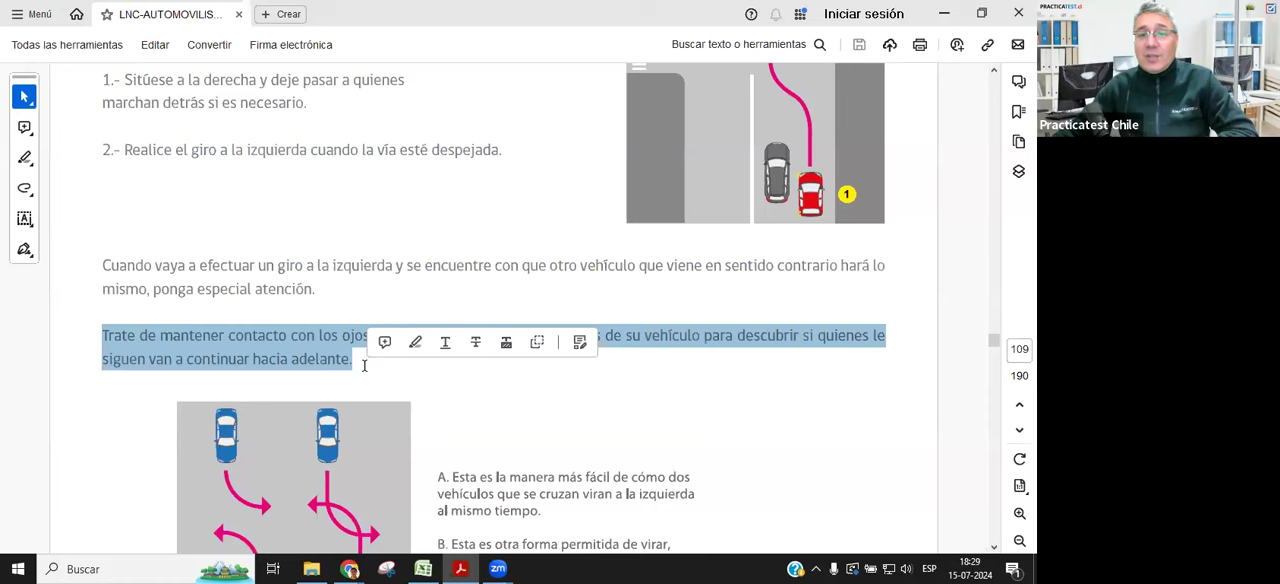 Menú
LNC-AUTOMOVILIS...
Crear
Iniciar sesión
PRACTICATEST.cl
Todas las herramientas
Editar
Convertir
Firma electrónica
Buscar texto o herramientas
1.- Sitúese a la derecha y deje pasar a quienes
marchan detrás si es necesario.
2.- Realice el giro a la izquierda cuando la vía esté despejada.
1
Practicatest Chile
Cuando vaya a efectuar un giro a la izquierda y se encuentre con que otro vehículo que viene en sentido contrario hará lo
mismo, ponga especial atención.
Trate de mantener contacto con los ojos
s de su vehículo para descubrir si quienes le
siguen van a continuar hacia adelante.
109
190
A. Esta es la manera más fácil de cómo dos
vehículos que se cruzan viran a la izquierda
al mismo tiempo.
B. Esta es otra forma permitida de virar,
Buscar
ESP
18:29
15-07-2024
1